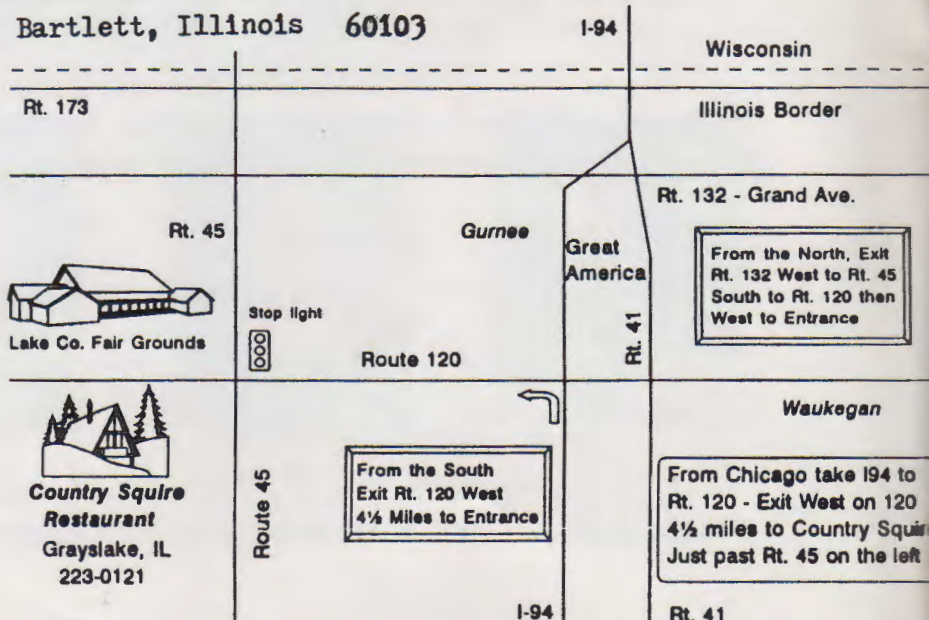 Bartlett, Illinois 60103
I-94
Wisconsin
Rt. 173
Illinois Border
Rt. 132 - Grand Ave.
Rt. 45
Gurnee
Great
America
From the North, Exit
Rt. 132 West to Rt. 45
South to Rt. 120 then
West to Entrance
Lake Co. Fair Grounds
Stop light
Route 120
Rt. 41
Waukegan
Country Squire
Restaurant
Grayslake, IL
223-0121
Route 45
From the South
Exit Rt. 120 West
4½ Miles to Entrance
From Chicago take I94 to
Rt. 120 - Exit West on 120
4½ miles to Country Squire
Just past Rt. 45 on the left
I-94
Rt. 41